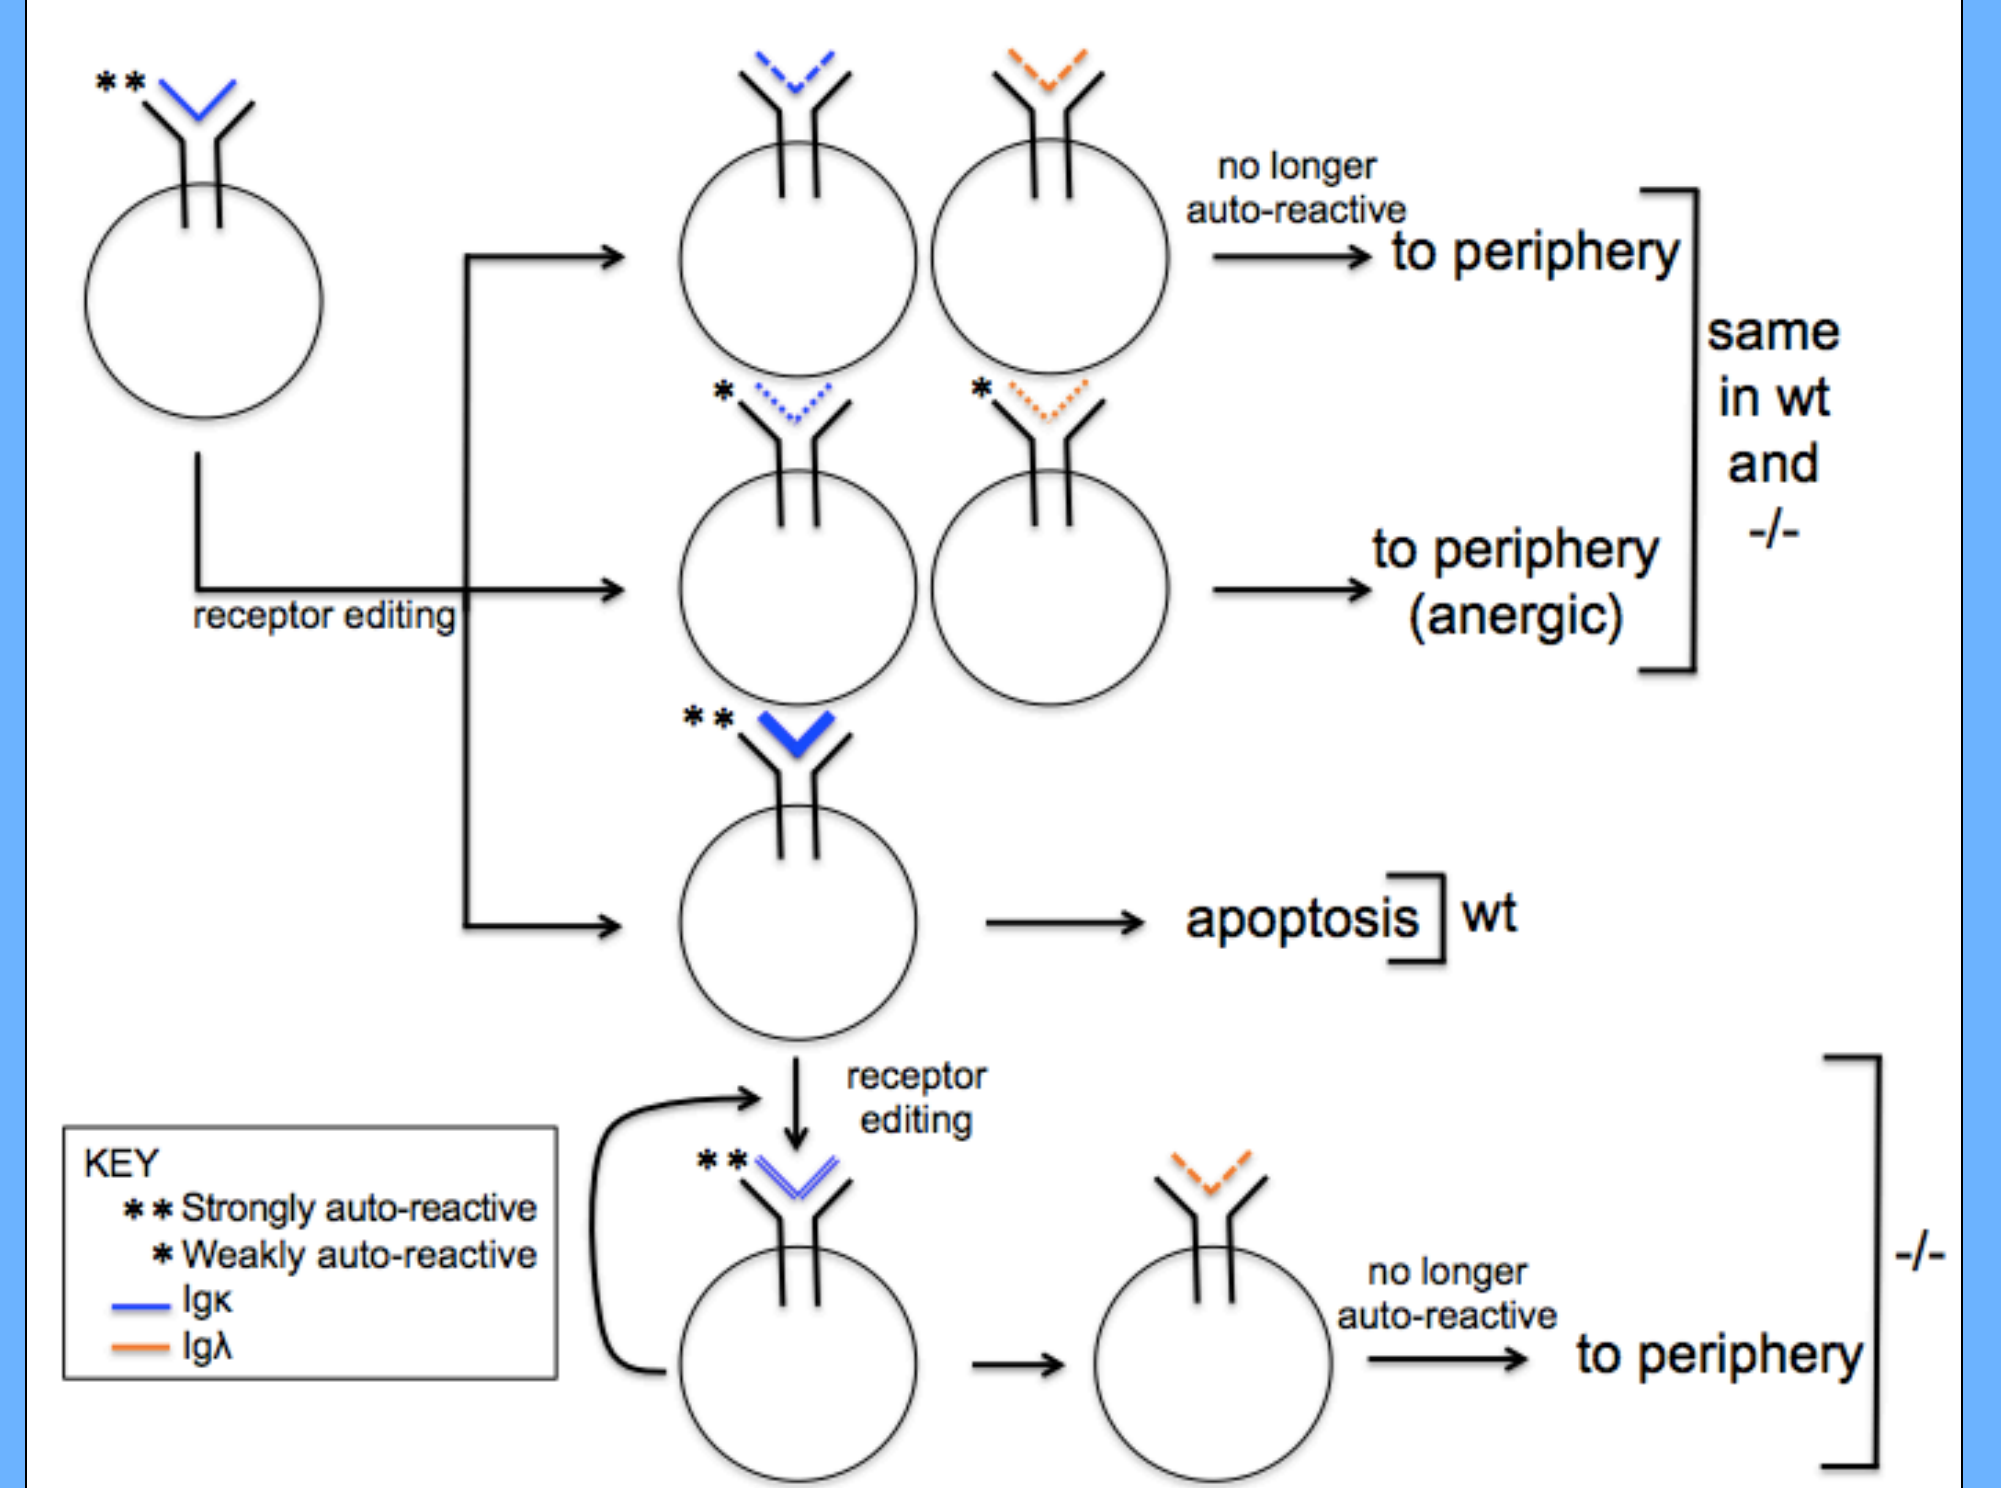 **
no longer
auto-reactive
to periphery
same
in wt
and
-/-
*
*
receptor editing
to periphery
(anergic)
**
apoptosis
wt
receptor
editing
**
no longer
auto-reactive
to periphery
-/-
KEY
** Strongly auto-reactive
* Weakly auto-reactive
Igκ
Igλ